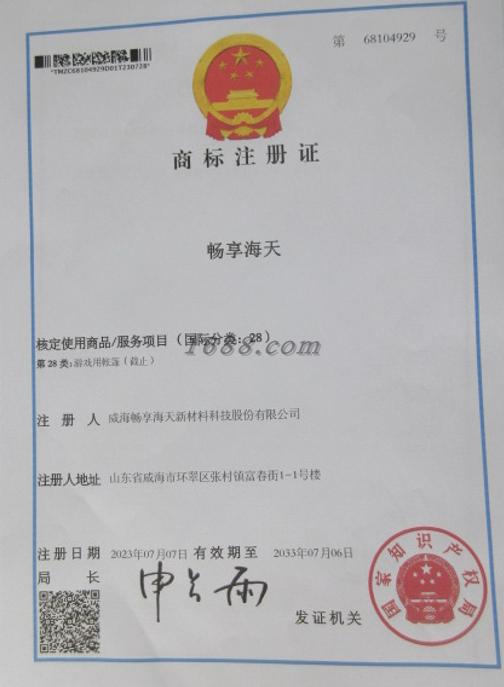 第 68104929 号
*TMZC68104929D01T230728*
商标注册证
畅享海天
核定使用商品/服务项目（国际分类：28）
1688.com
第 28 类:游戏用帐篷（截止）
注册人 威海畅享海天新材料科技股份有限公司
注册人地址 山东省威海市环翠区张村镇富春街1-1号楼
注册日期 2023年07月07日 有效期至 2033年07月06日
局长 申长雨
发证机关
国家知识产权局